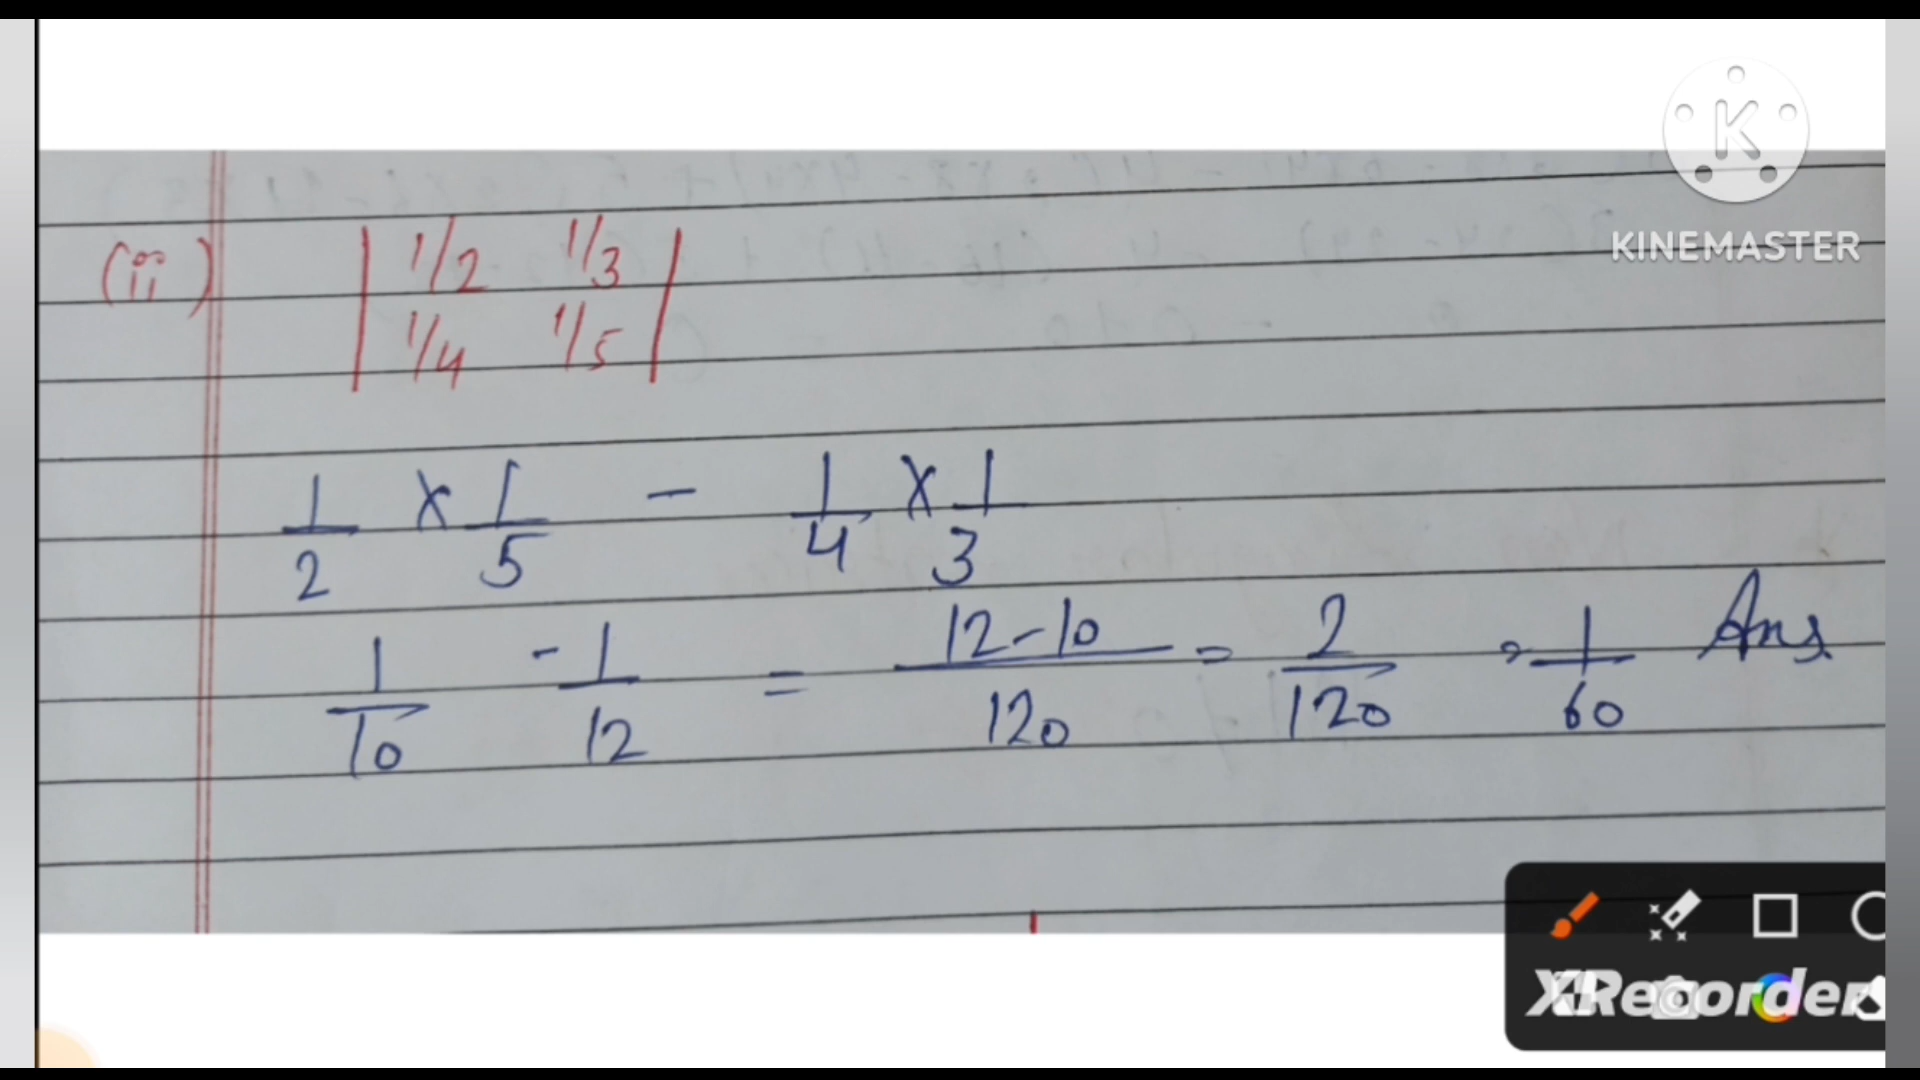 KINEMASTER
(ii) | 1/2 1/3 |
| 1/4 1/5 |
1/2 × 1/5 - 1/4 × 1/3
1/10 - 1/12 = 12-10/120 = 2/120 = 1/60 Ans
XRecorder